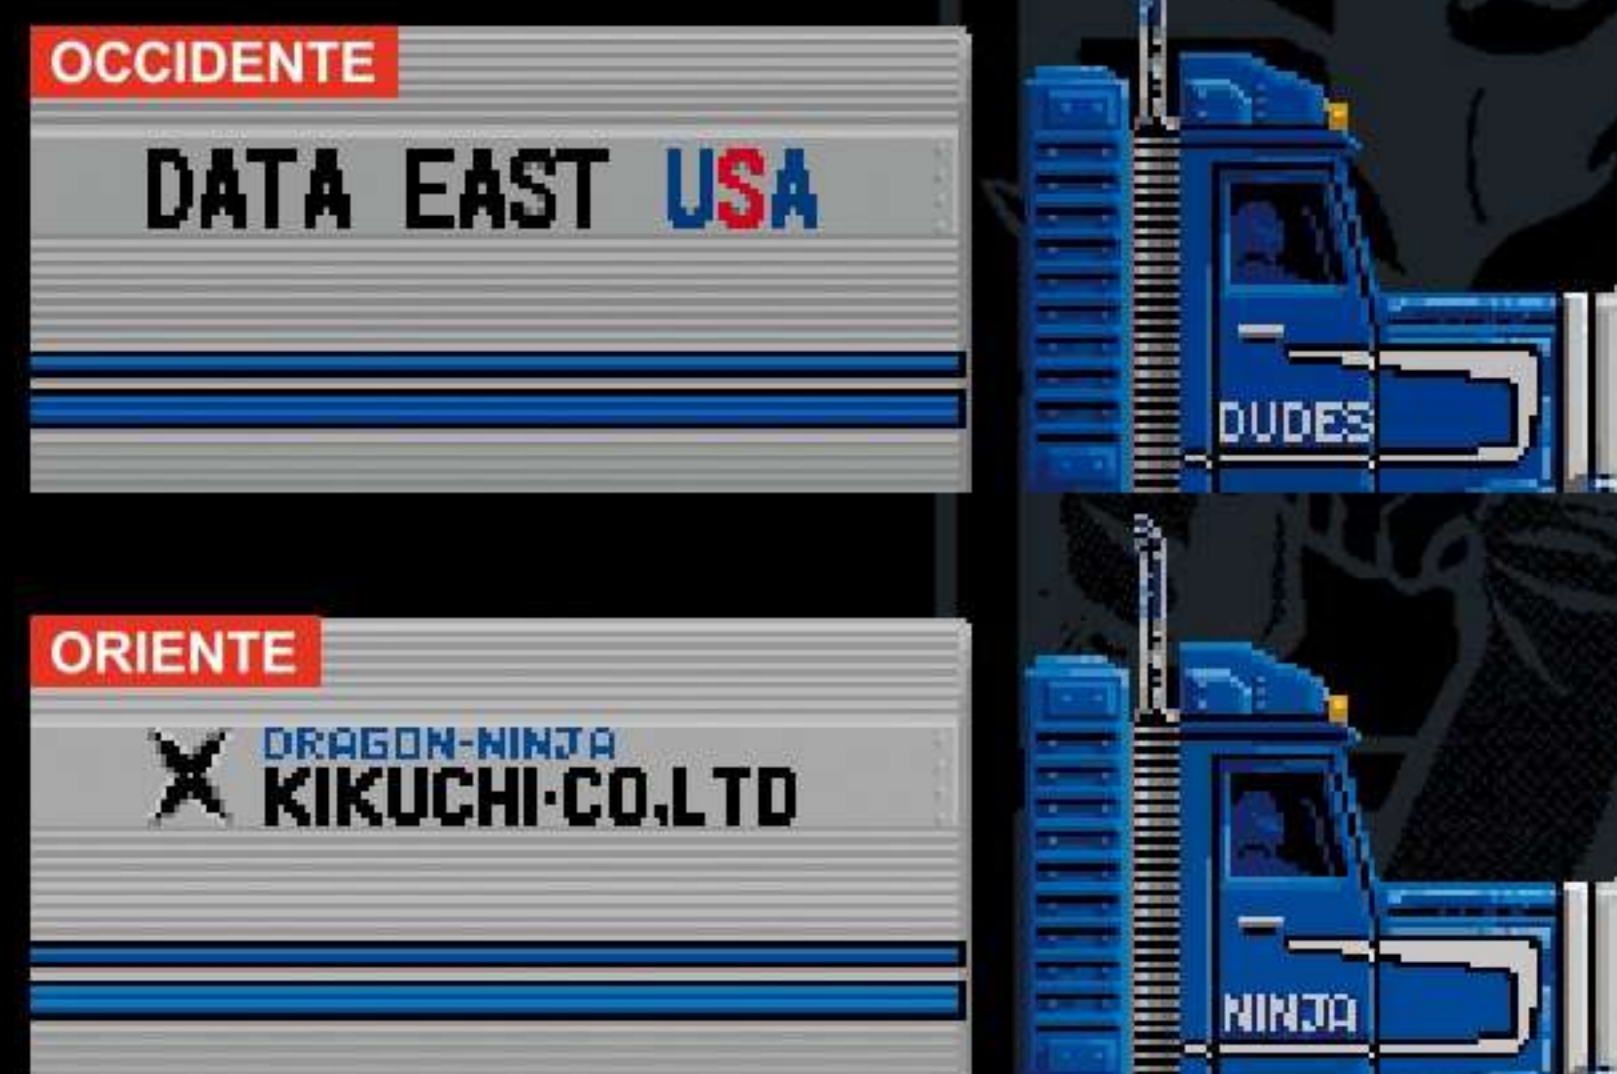 OCCIDENTE
DATA EAST USA
DUDES
ORIENTE
DRAGON-NINJA
KIKUCHI·CO.,LTD
NINJA